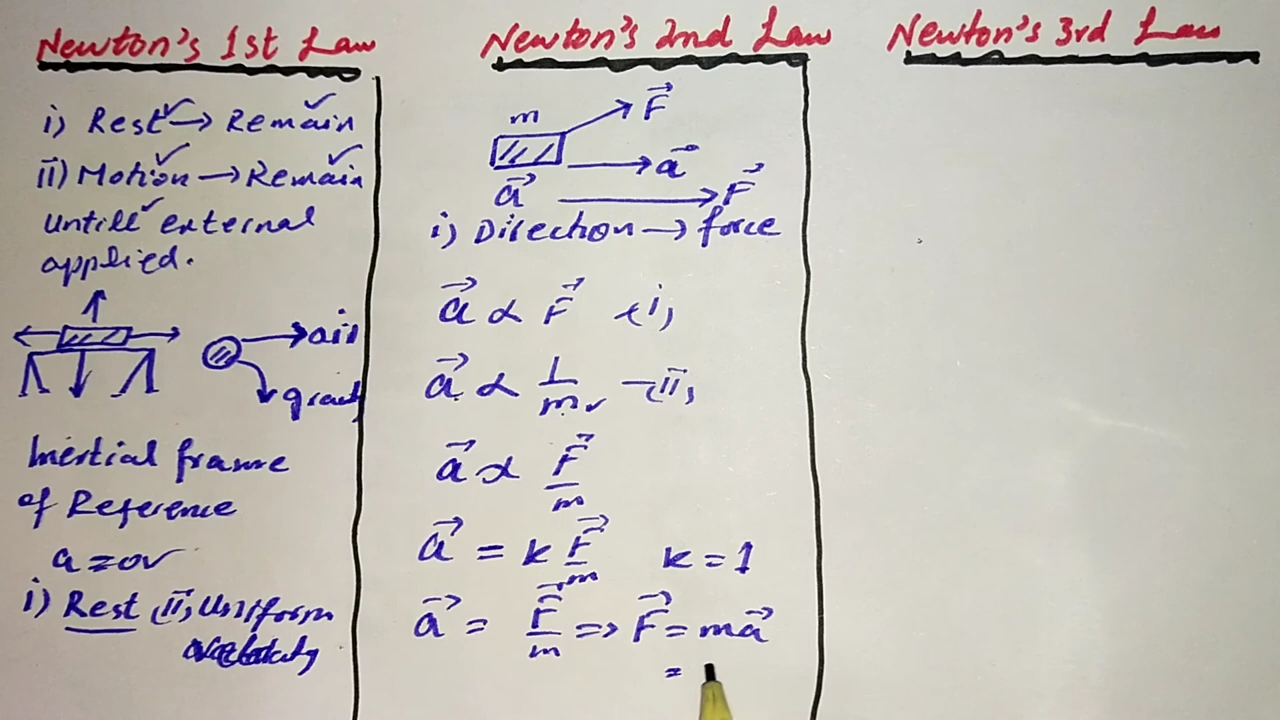 Newton's 1st Law
i) Rest → Remain
ii) Motion → Remain
untill external
applied.
air
Inertial frame
of Reference
a = 0
i) Rest (ii) Uniform
Newton's 2nd Law
m F⃗
a⃗
a⃗ → F⃗
i) Direction → force
a⃗ ∝ F⃗ —(i)
a⃗ ∝ 1/m —(ii)
a⃗ ∝ F⃗/m
a⃗ = k F⃗/m k = 1
a⃗ = F⃗/m => F⃗ = ma⃗
=
Newton's 3rd Law